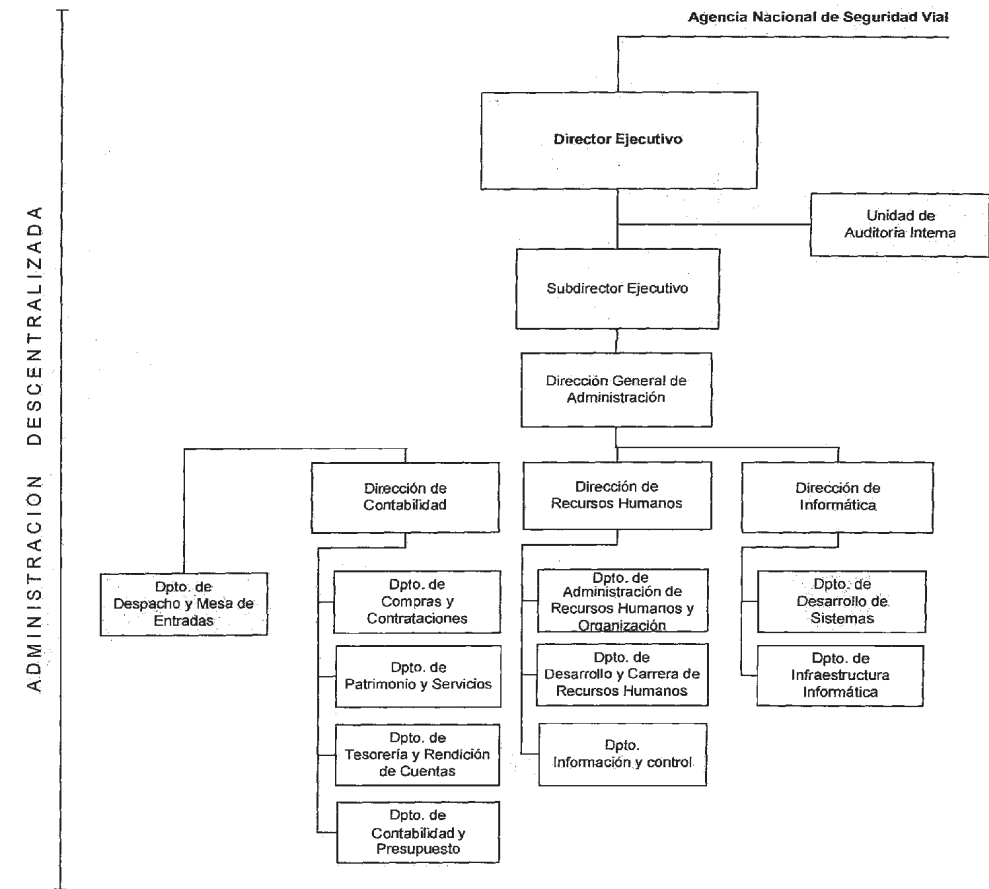 Agencia Nacional de Seguridad Vial
Director Ejecutivo
Unidad de
Auditoría Interna
Subdirector Ejecutivo
Dirección General de
Administración
Dirección de
Contabilidad
Dirección de
Recursos Humanos
Dirección de
Informática
Dpto. de
Despacho y Mesa de
Entradas
Dpto. de
Compras y
Contrataciones
Dpto. de
Patrimonio y Servicios
Dpto. de
Tesorería y Rendición
de Cuentas
Dpto. de
Contabilidad y
Presupuesto
Dpto. de
Administración de
Recursos Humanos y
Organización
Dpto. de
Desarrollo y Carrera de
Recursos Humanos
Dpto.
Información y control
Dpto. de
Desarrollo de
Sistemas
Dpto. de
Infraestructura
Informática
ADMINISTRACION DESCENTRALIZADA